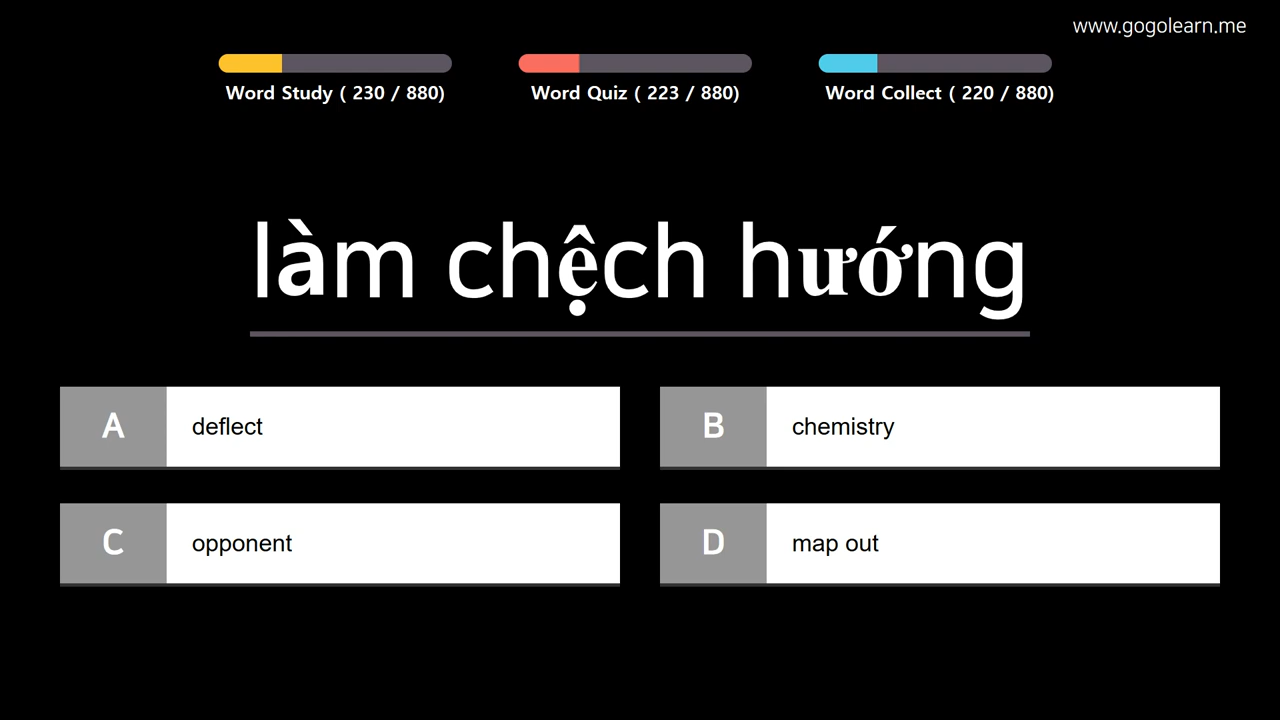 www.gogolearn.me
Word Study ( 230 / 880)
Word Quiz ( 223 / 880)
Word Collect ( 220 / 880)
làm chệch hướng
A deflect
B chemistry
C opponent
D map out